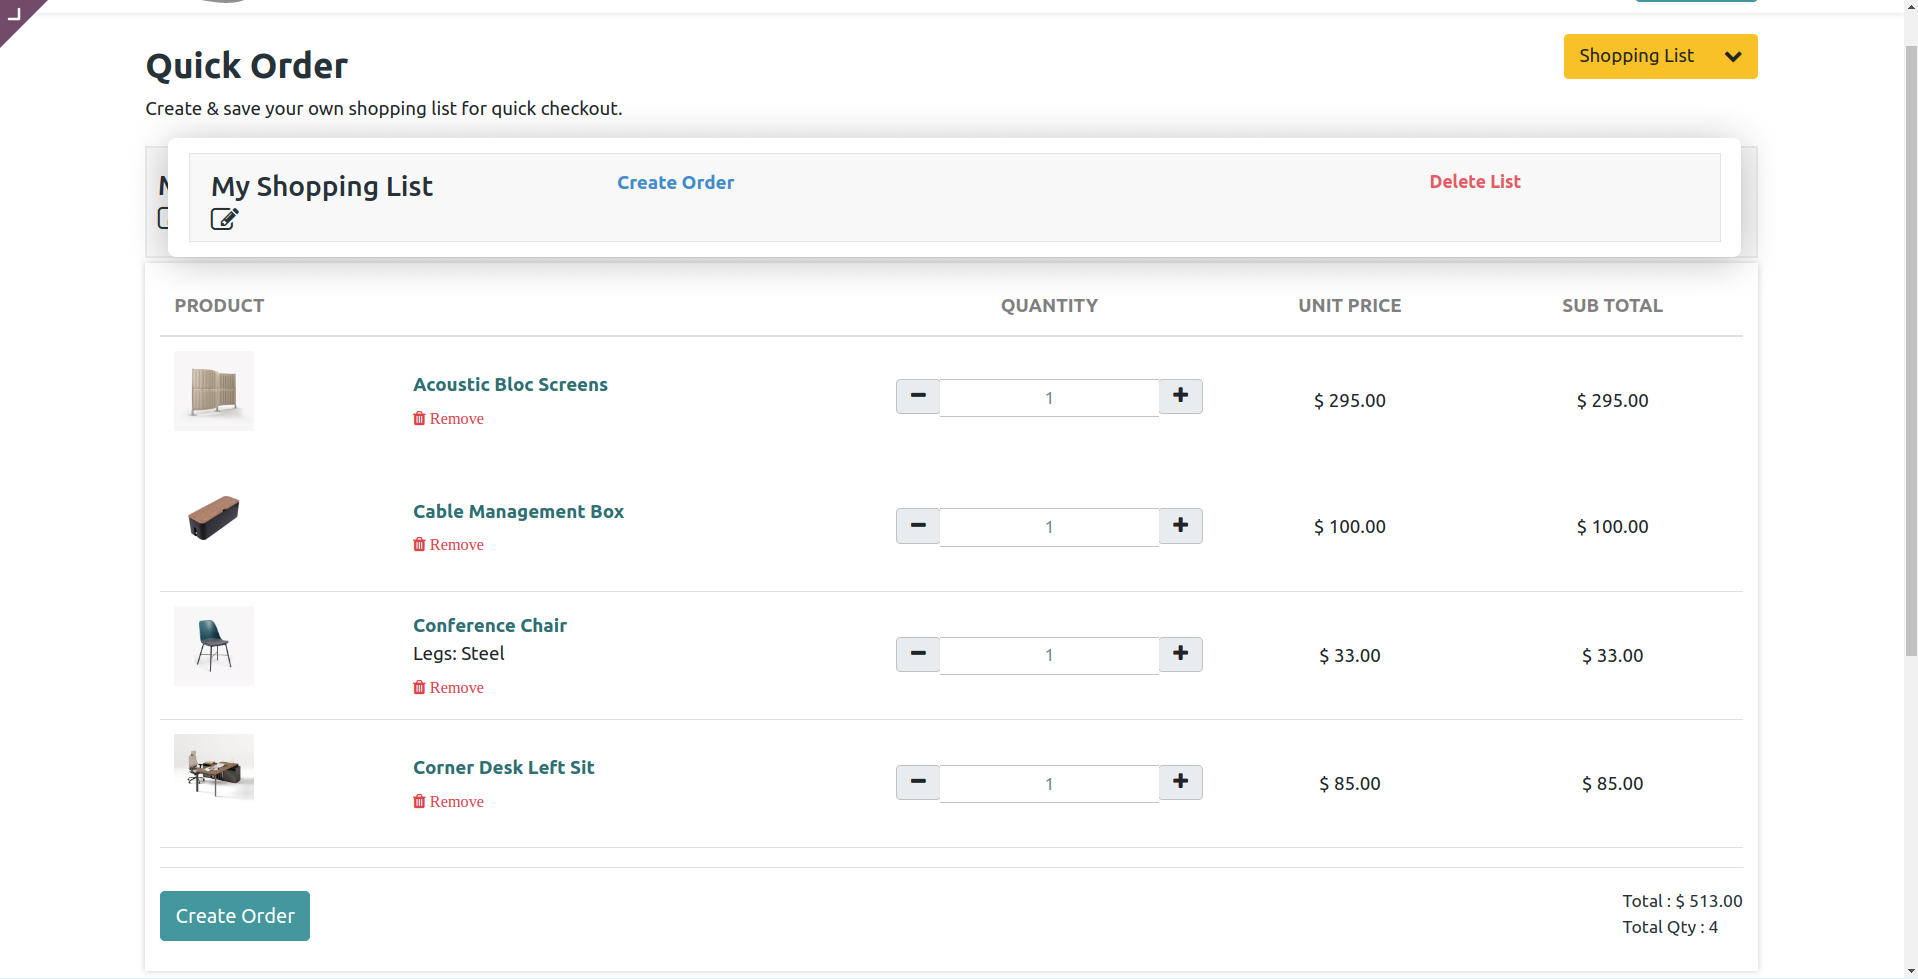 Quick Order
Shopping List
Create & save your own shopping list for quick checkout.
My Shopping List
Create Order
Delete List
PRODUCT QUANTITY UNIT PRICE SUB TOTAL
Acoustic Bloc Screens
Remove
1
$ 295.00
$ 295.00
Cable Management Box
Remove
1
$ 100.00
$ 100.00
Conference Chair
Legs: Steel
Remove
1
$ 33.00
$ 33.00
Corner Desk Left Sit
Remove
1
$ 85.00
$ 85.00
Create Order
Total : $ 513.00
Total Qty : 4